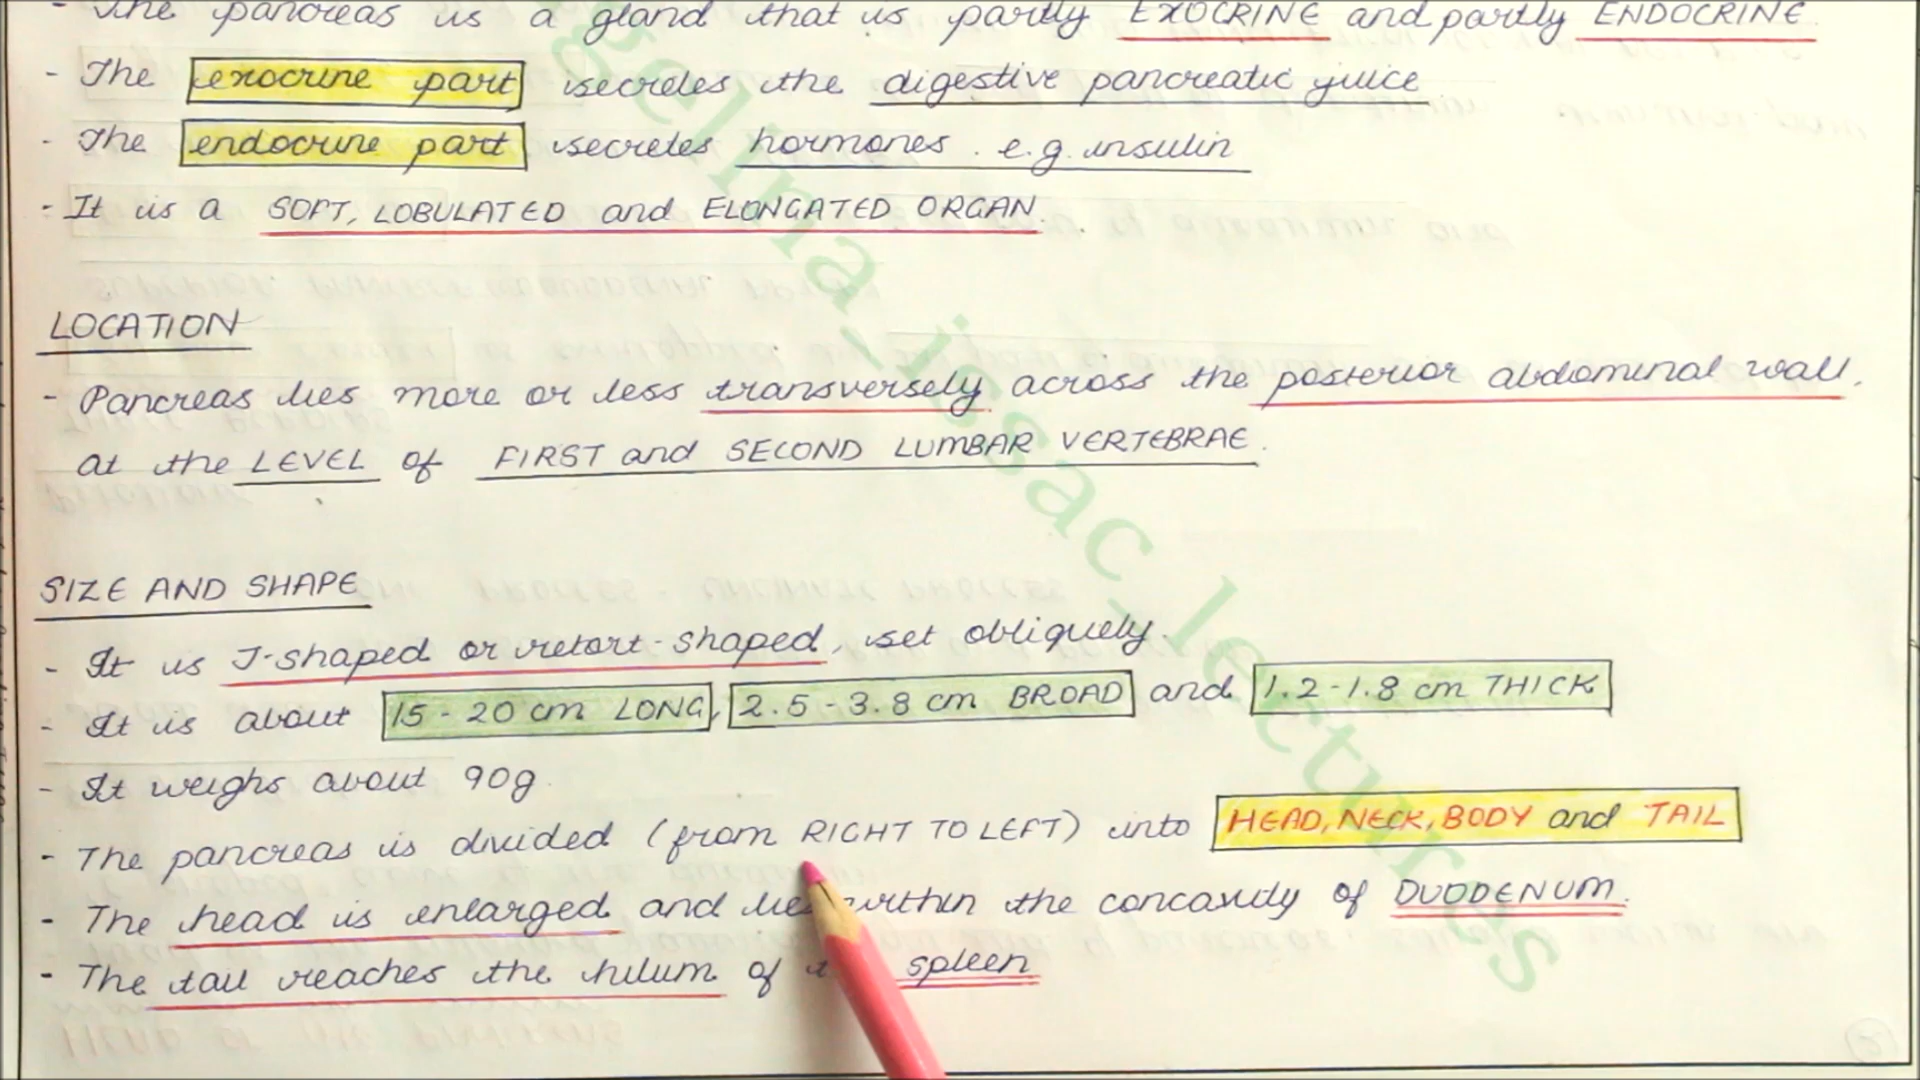 - The pancreas is a gland that is partly EXOCRINE and partly ENDOCRINE.
- The exocrine part secretes the digestive pancreatic juice
- The endocrine part secretes hormones. e.g. insulin
- It is a SOFT, LOBULATED and ELONGATED ORGAN.
LOCATION
- Pancreas lies more or less transversely across the posterior abdominal wall,
at the LEVEL of FIRST and SECOND LUMBAR VERTEBRAE.
SIZE AND SHAPE
- It is J-shaped or retort-shaped, set obliquely.
- It is about 15-20 cm LONG, 2.5-3.8 cm BROAD and 1.2-1.8 cm THICK
- It weighs about 90g.
- The pancreas is divided (from RIGHT TO LEFT) into HEAD, NECK, BODY and TAIL
- The head is enlarged and lies within the concavity of DUODENUM.
- The tail reaches the hilum of spleen
gelina_issac_lectures